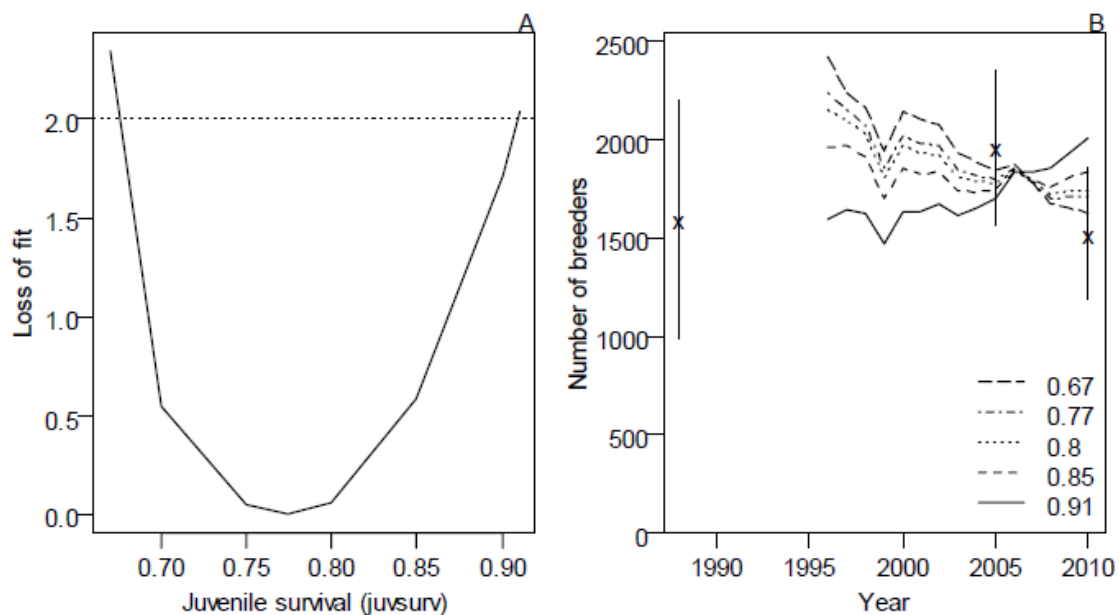 A
Loss of fit
2.0
1.5
1.0
0.5
0.0
0.70 0.75 0.80 0.85 0.90
Juvenile survival (juvsurv)
B
Number of breeders
2500
2000
1500
1000
500
0
x
x
x
0.67
0.77
0.8
0.85
0.91
1990 1995 2000 2005 2010
Year